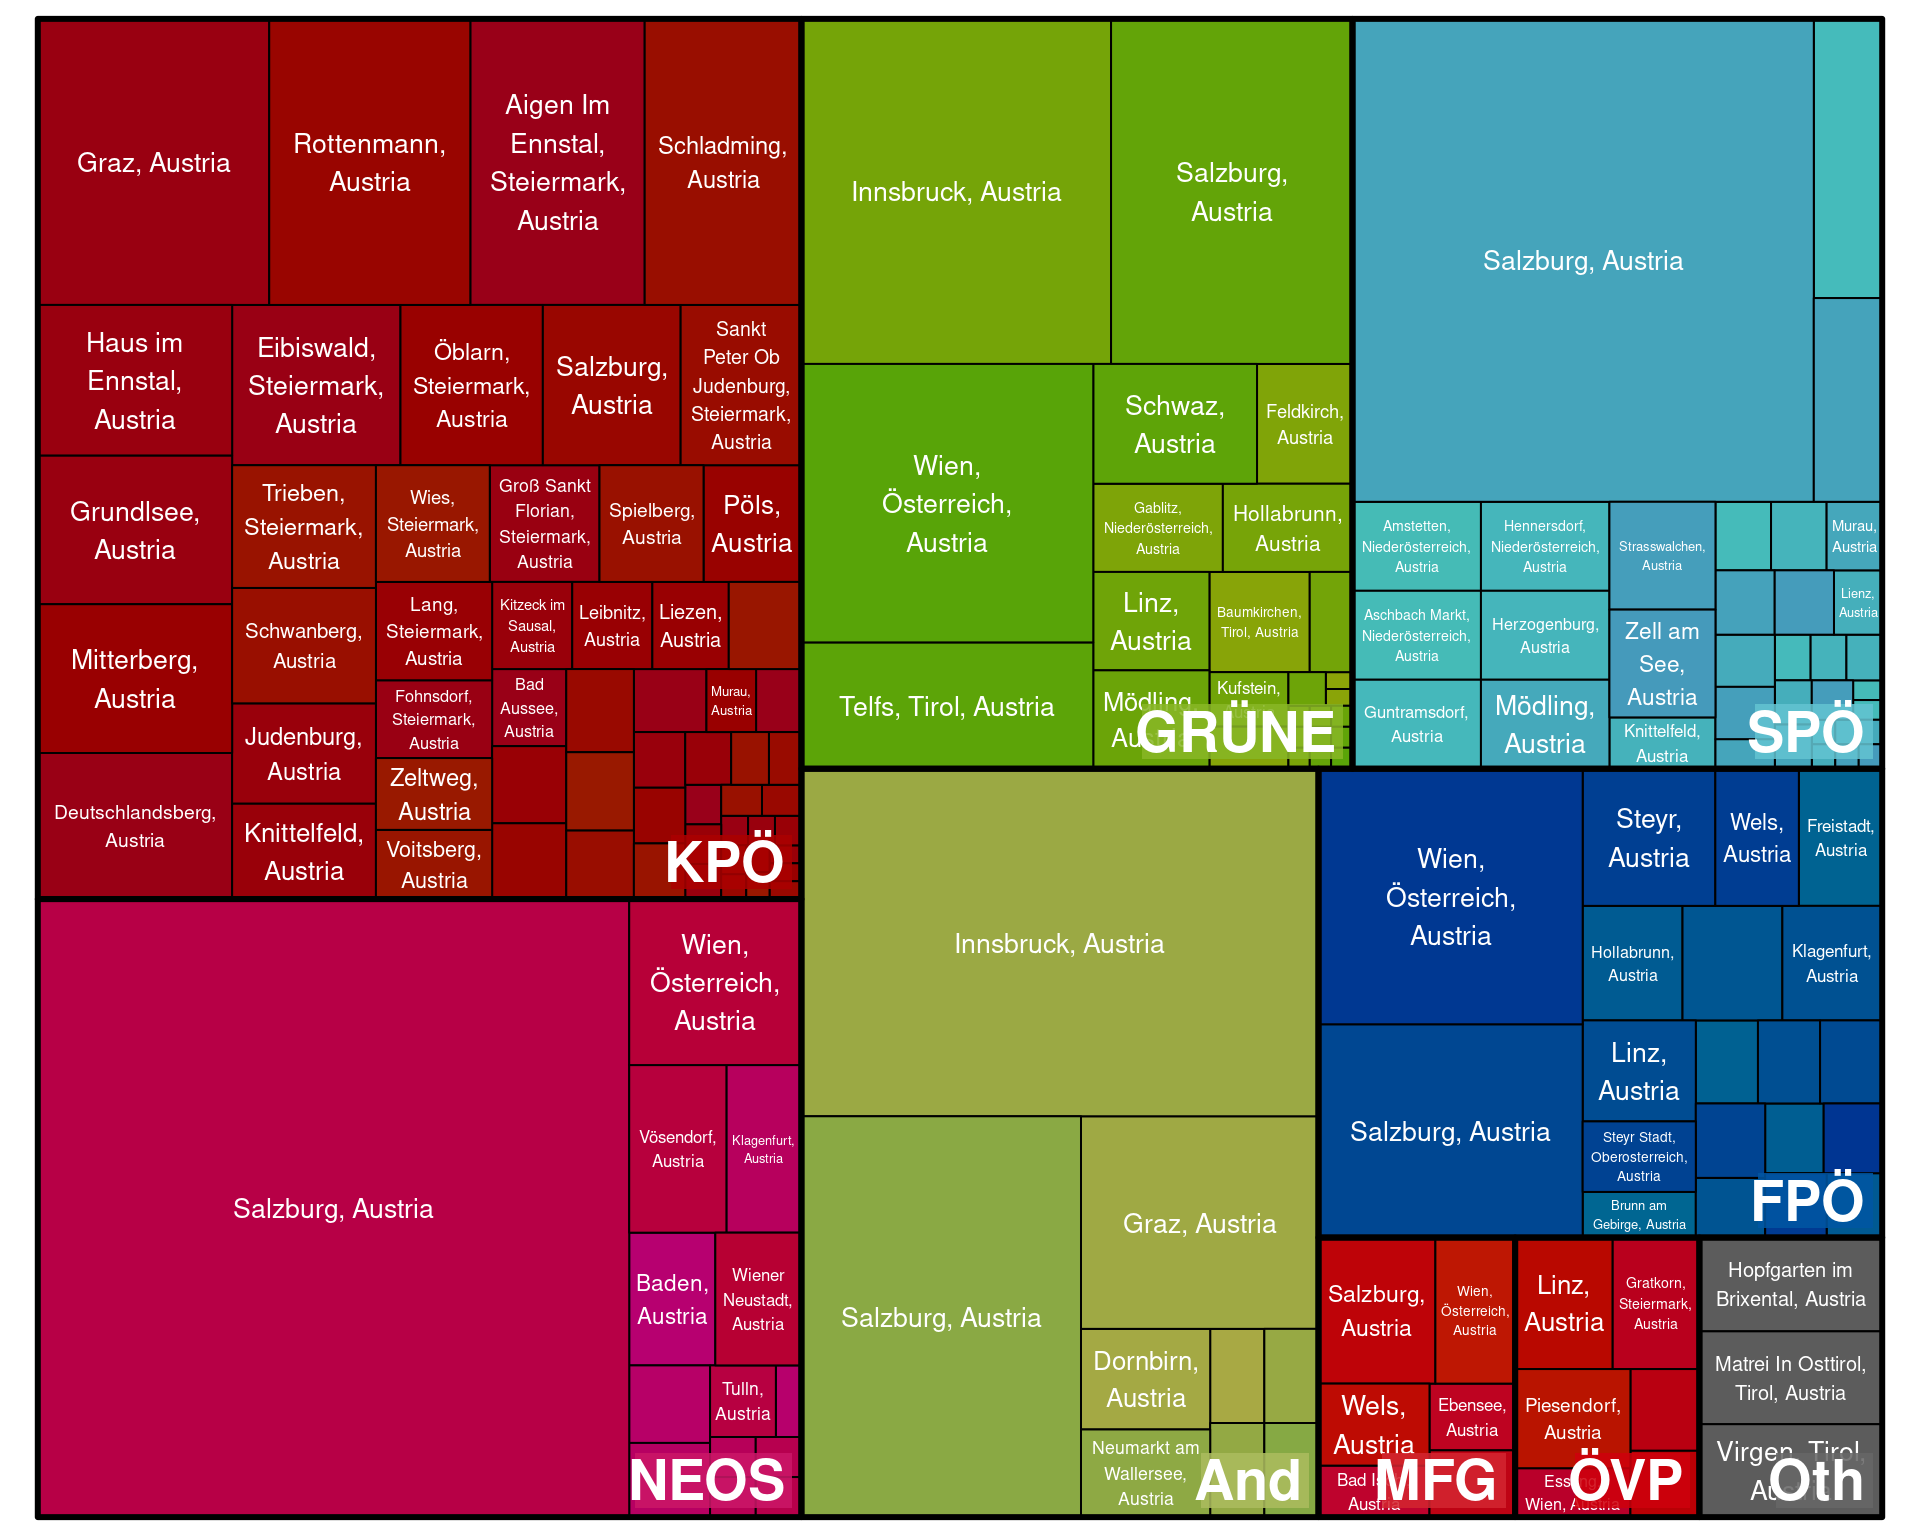 Graz, Austria
Rottenmann,
Austria
Aigen Im
Ennstal,
Steiermark,
Austria
Schladming,
Austria
Haus im
Ennstal,
Austria
Eibiswald,
Steiermark,
Austria
Öblarn,
Steiermark,
Austria
Salzburg,
Austria
Sankt
Peter Ob
Judenburg,
Steiermark,
Austria
Grundlsee,
Austria
Trieben,
Steiermark,
Austria
Wies,
Steiermark,
Austria
Groß Sankt
Florian,
Steiermark,
Austria
Spielberg,
Austria
Pöls,
Austria
Mitterberg,
Austria
Schwanberg,
Austria
Lang,
Steiermark,
Austria
Kitzeck im
Sausal,
Austria
Leibnitz,
Austria
Liezen,
Austria
Judenburg,
Austria
Fohnsdorf,
Steiermark,
Austria
Bad
Aussee,
Austria
Murau,
Austria
Deutschlandsberg,
Austria
Knittelfeld,
Austria
Zeltweg,
Austria
Voitsberg,
Austria
KPÖ
Innsbruck, Austria
Salzburg,
Austria
Wien,
Österreich,
Austria
Schwaz,
Austria
Feldkirch,
Austria
Gablitz,
Niederösterreich,
Austria
Hollabrunn,
Austria
Linz,
Austria
Baumkirchen,
Tirol, Austria
Telfs, Tirol, Austria
Mödling,
Austria
Kufstein,
GRÜNE
Salzburg, Austria
Amstetten,
Niederösterreich,
Austria
Hennersdorf,
Niederösterreich,
Austria
Strasswalchen,
Austria
Murau,
Austria
Aschbach Markt,
Niederösterreich,
Austria
Herzogenburg,
Austria
Zell am
See,
Austria
Lienz,
Austria
Guntramsdorf,
Austria
Mödling,
Austria
Knittelfeld,
Austria
SPÖ
Salzburg, Austria
Wien,
Österreich,
Austria
Vösendorf,
Austria
Klagenfurt,
Austria
Baden,
Austria
Wiener
Neustadt,
Austria
Tulln,
Austria
NEOS
Innsbruck, Austria
Salzburg, Austria
Graz, Austria
Dornbirn,
Austria
Neumarkt am
Wallersee,
Austria
And
Wien,
Österreich,
Austria
Steyr,
Austria
Wels,
Austria
Freistadt,
Austria
Hollabrunn,
Austria
Klagenfurt,
Austria
Salzburg, Austria
Linz,
Austria
Steyr Stadt,
Oberosterreich,
Austria
Brunn am
Gebirge, Austria
FPÖ
Salzburg,
Austria
Wien,
Österreich,
Austria
Wels,
Austria
Ebensee,
Austria
Bad
Austria
MFG
Linz,
Austria
Gratkorn,
Steiermark,
Austria
Piesendorf,
Austria
Wien, Austria
ÖVP
Hopfgarten im
Brixental, Austria
Matrei In Osttirol,
Tirol, Austria
Virgen, Tirol,
Austria
Oth